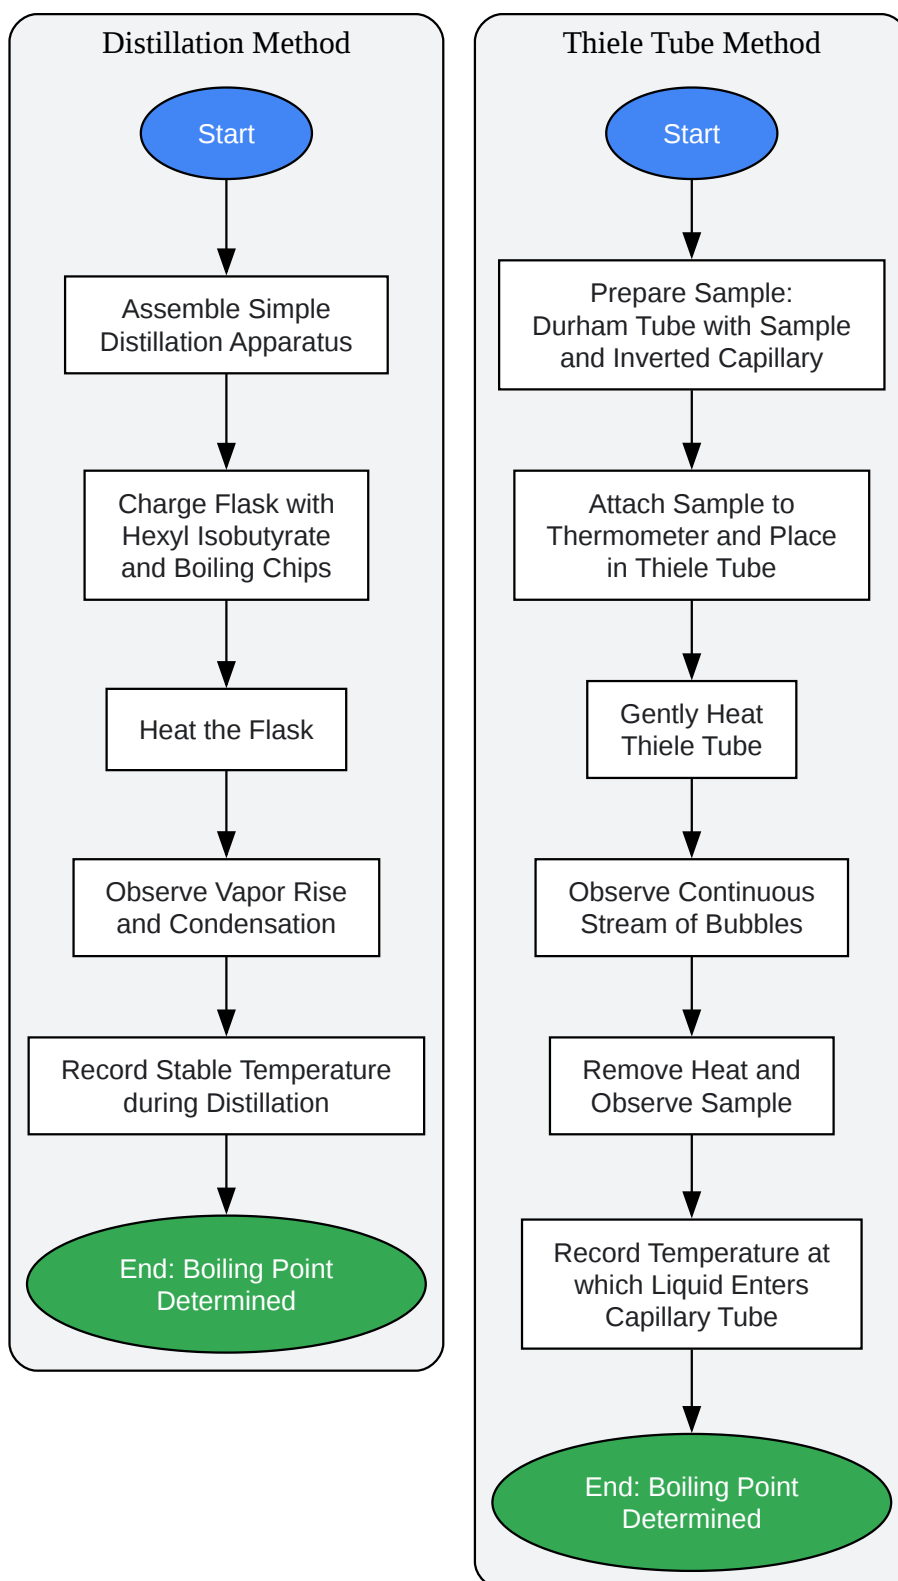 Distillation Method
Start
Assemble Simple
Distillation Apparatus
Charge Flask with
Hexyl Isobutyrate
and Boiling Chips
Heat the Flask
Observe Vapor Rise
and Condensation
Record Stable Temperature
during Distillation
End: Boiling Point
Determined
Thiele Tube Method
Start
Prepare Sample:
Durham Tube with Sample
and Inverted Capillary
Attach Sample to
Thermometer and Place
in Thiele Tube
Gently Heat
Thiele Tube
Observe Continuous
Stream of Bubbles
Remove Heat and
Observe Sample
Record Temperature at
which Liquid Enters
Capillary Tube
End: Boiling Point
Determined